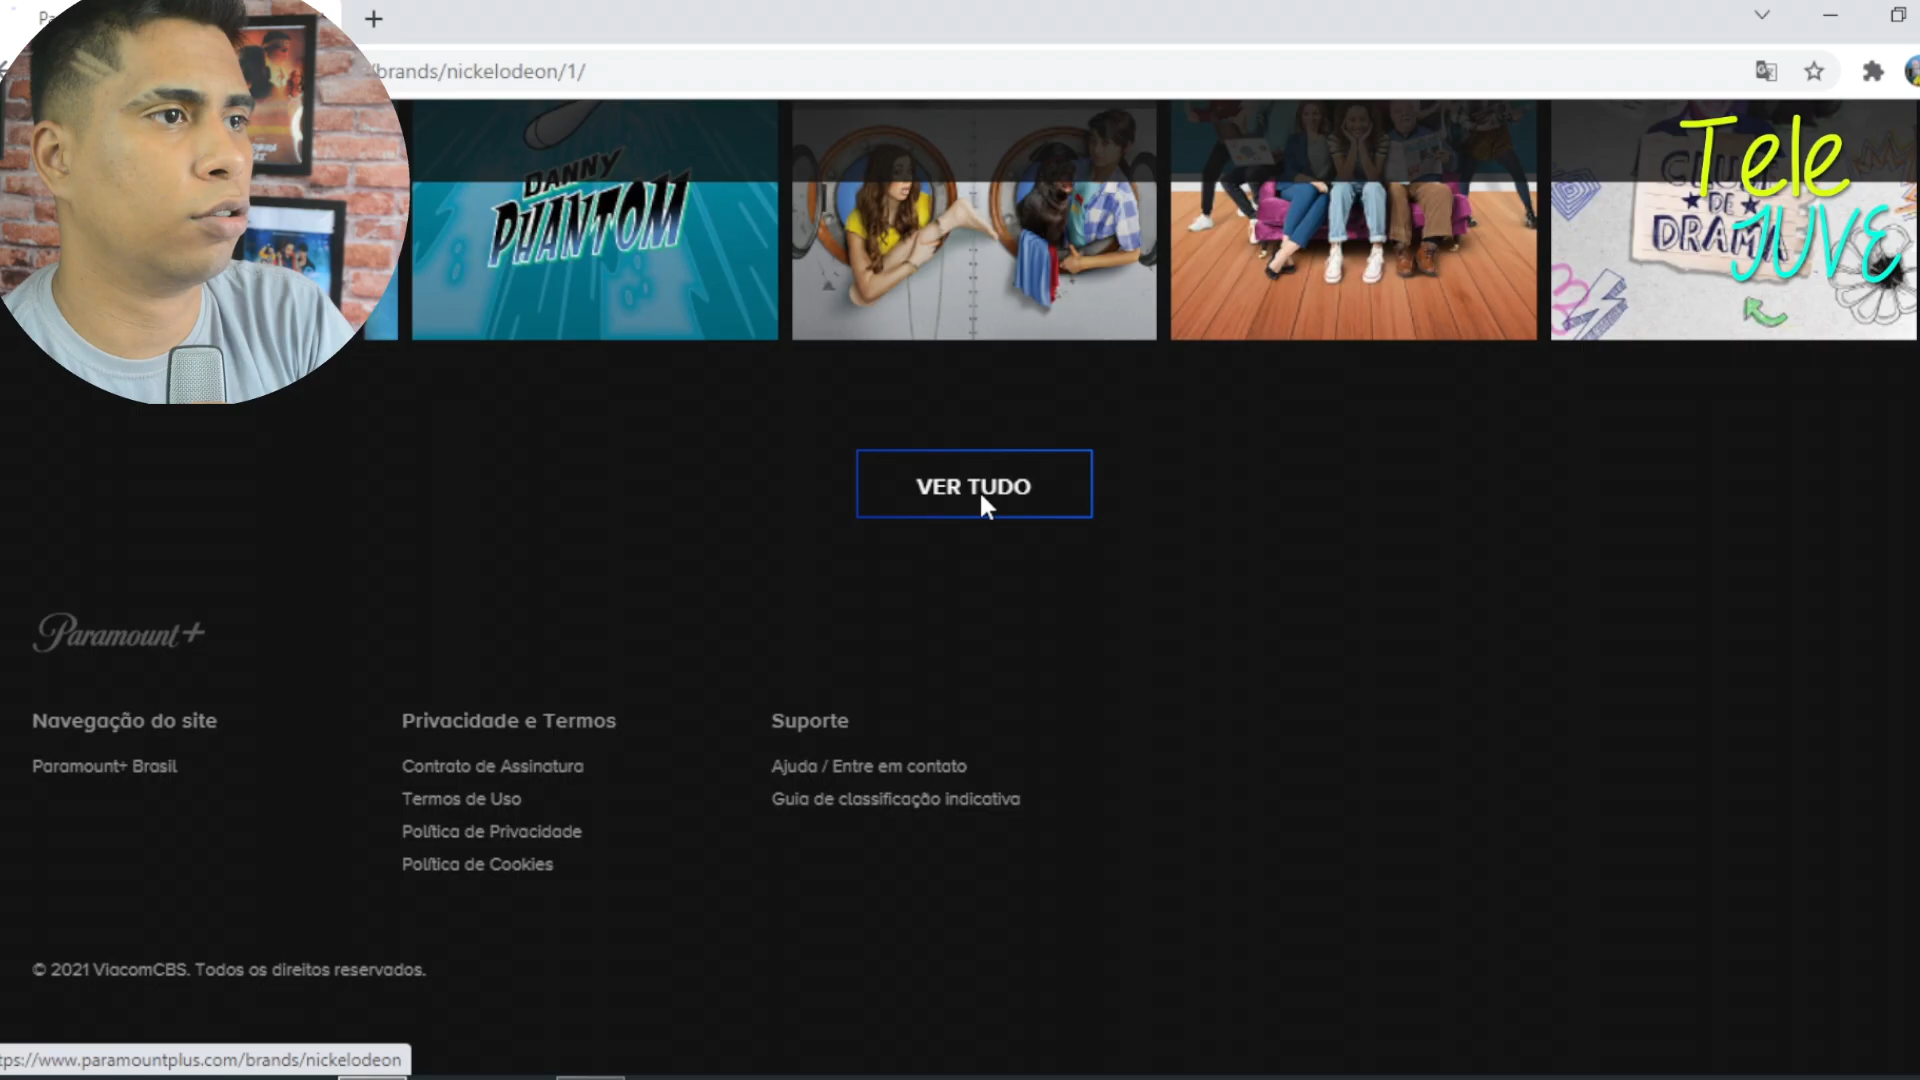 /brands/nickelodeon/1/
DANNY
PHANTOM
DE
DRAMA
Tele
JUVE
VER TUDO
Paramount+
Navegação do site
Paramount+ Brasil
Privacidade e Termos
Contrato de Assinatura
Termos de Uso
Política de Privacidade
Política de Cookies
Suporte
Ajuda / Entre em contato
Guia de classificação indicativa
© 2021 ViacomCBS. Todos os direitos reservados.
tps://www.paramountplus.com/brands/nickelodeon